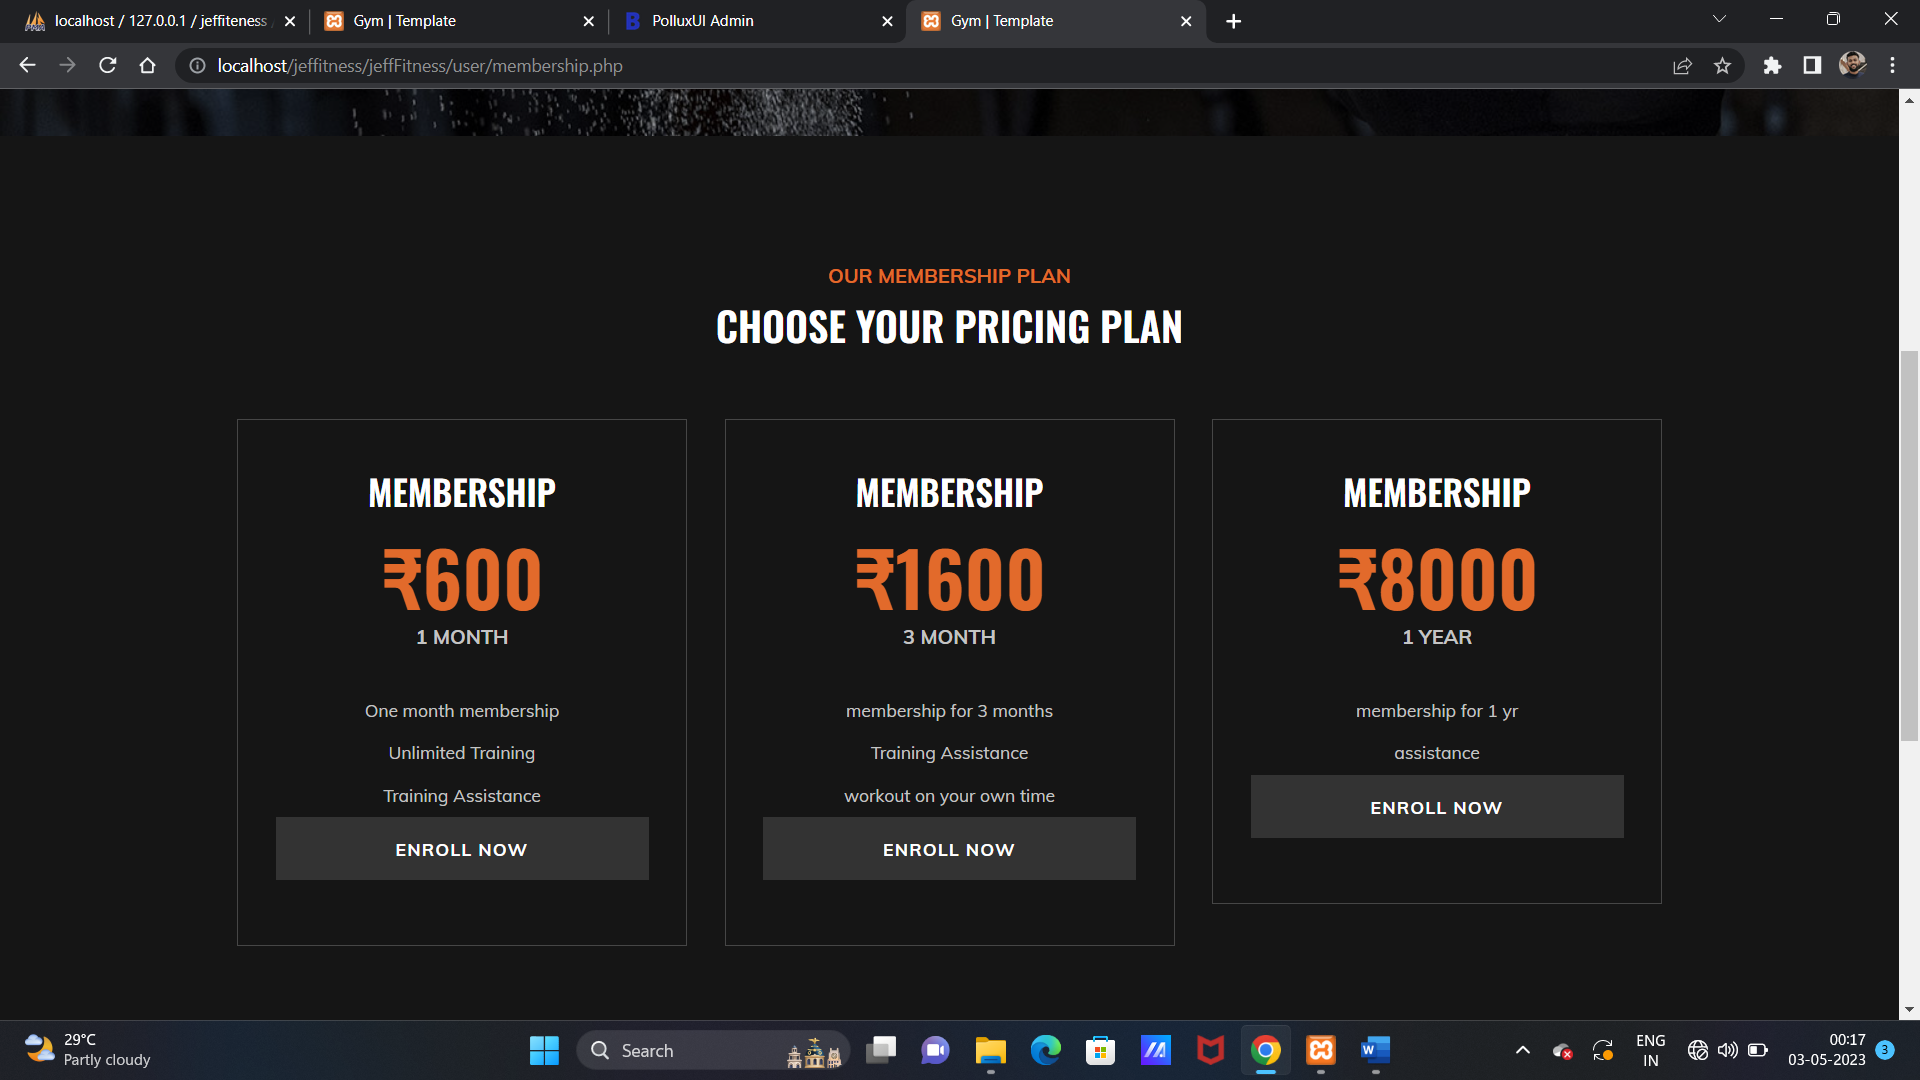 localhost / 127.0.0.1 / jeffiteness
Gym | Template
PolluxUI Admin
Gym | Template
localhost/jeffitness/jeffFitness/user/membership.php
OUR MEMBERSHIP PLAN
CHOOSE YOUR PRICING PLAN
MEMBERSHIP
₹600
1 MONTH
One month membership
Unlimited Training
Training Assistance
ENROLL NOW
MEMBERSHIP
₹1600
3 MONTH
membership for 3 months
Training Assistance
workout on your own time
ENROLL NOW
MEMBERSHIP
₹8000
1 YEAR
membership for 1 yr
assistance
ENROLL NOW
29°C
Partly cloudy
Search
ENG
IN
00:17
03-05-2023
3